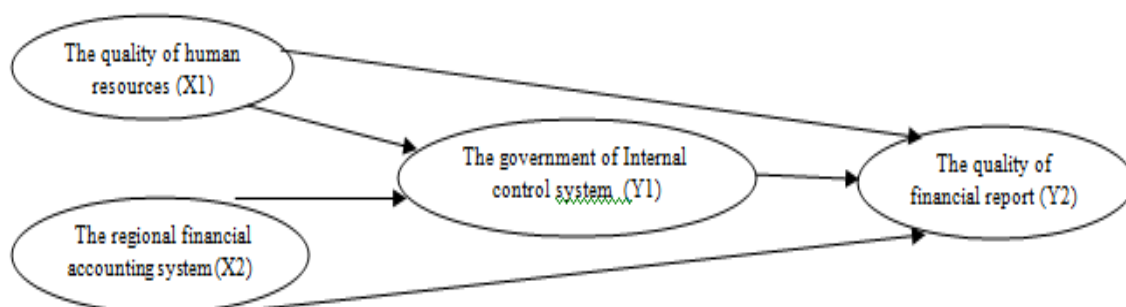 The quality of human
resources (X1)
The government of Internal
control system (Y1)
The quality of
financial report (Y2)
The regional financial
accounting system (X2)